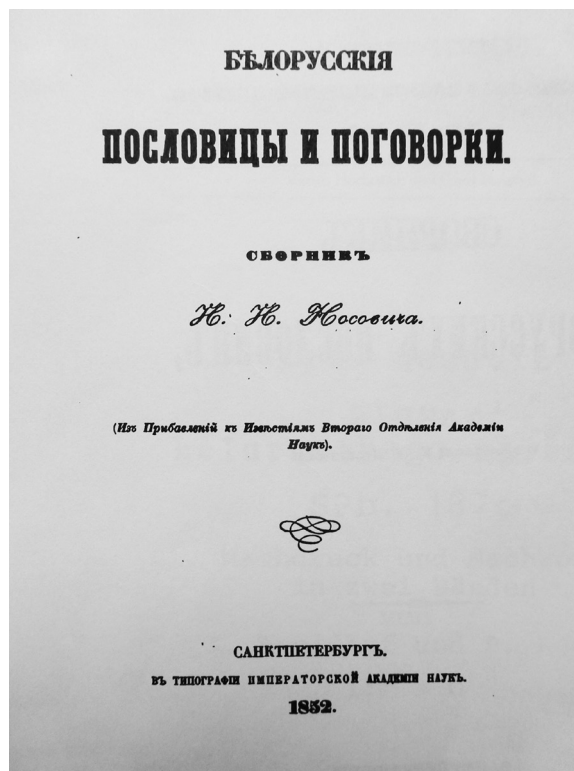 БѢЛОРУССКІЯ
ПОСЛОВИЦЫ И ПОГОВОРКИ.
СБОРНИКЪ
И. И. Носовича.
(Изъ Прибавленій къ Извѣстіямъ Втораго Отдѣленія Академіи
Наукъ).
САНКТПЕТЕРБУРГЪ.
ВЪ ТИПОГРАФІИ ИМПЕРАТОРСКОЙ АКАДЕМІИ НАУКЪ.
1852.